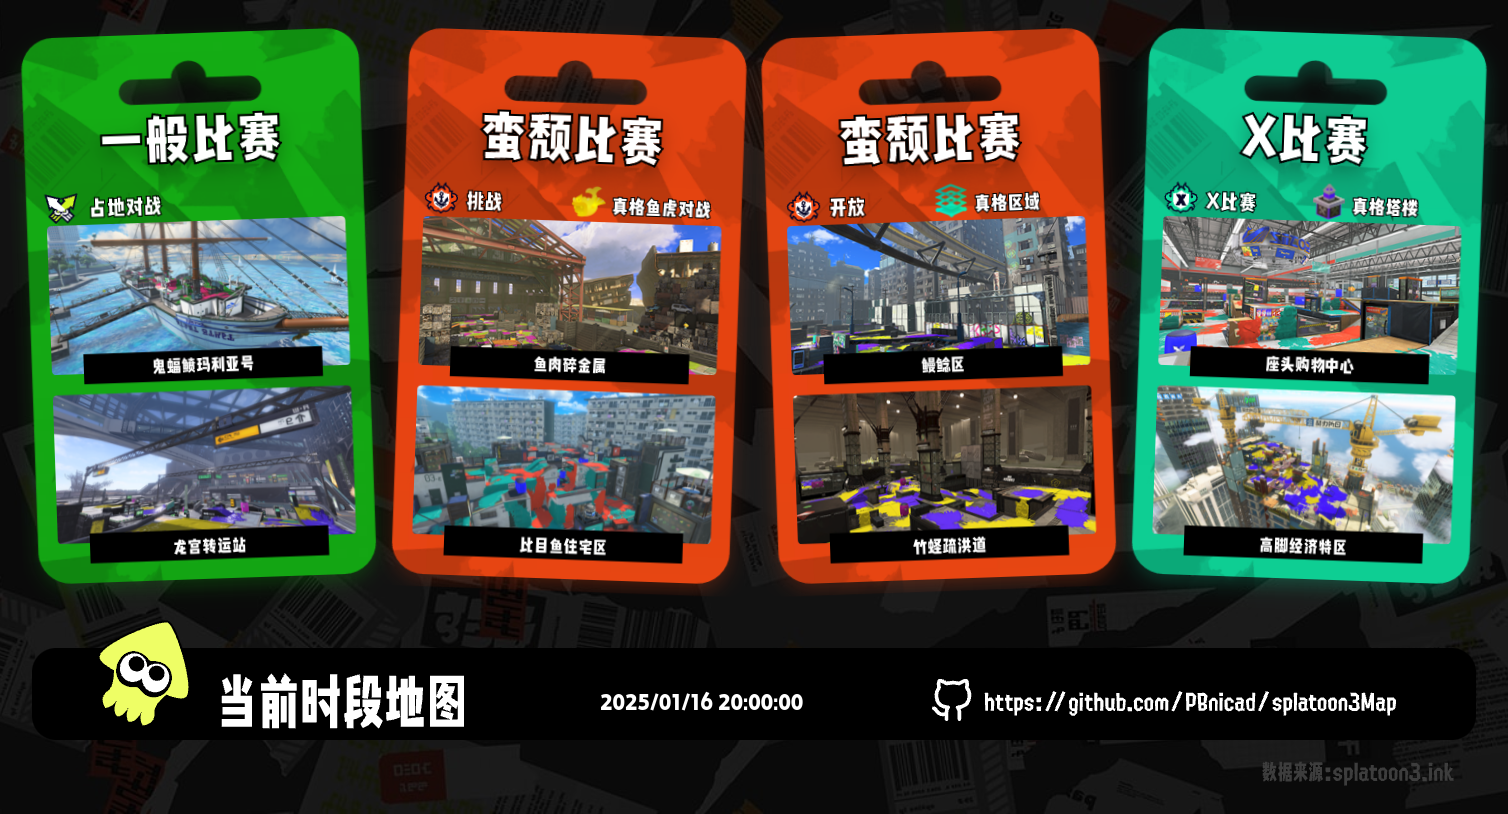 一般比赛
占地对战
鬼蝠鲼玛利亚号
龙宫转运站
蛮颓比赛
挑战
真格鱼虎对战
鱼肉碎金属
比目鱼住宅区
蛮颓比赛
开放
真格区域
鳗鲶区
竹蛏疏洪道
X比赛
X比赛
真格塔楼
座头购物中心
高脚经济特区
当前时段地图
2025/01/16 20:00:00
https://github.com/PBnicad/splatoon3Map
数据来源:splatoon3.ink